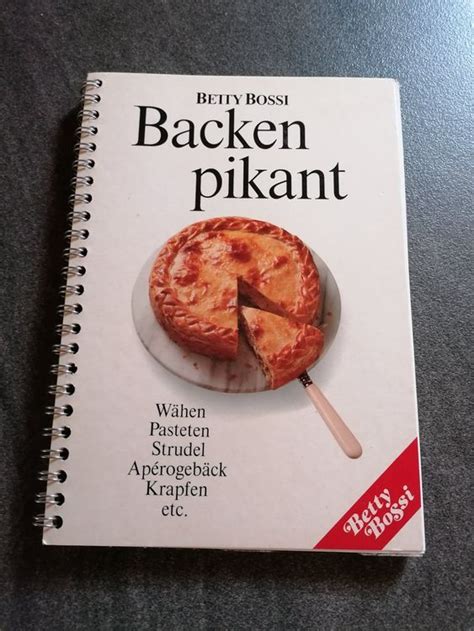 BETTY BOSSI
Backen
pikant
Wähen
Pasteten
Strudel
Apérogebäck
Krapfen
etc.
Betty
Bossi